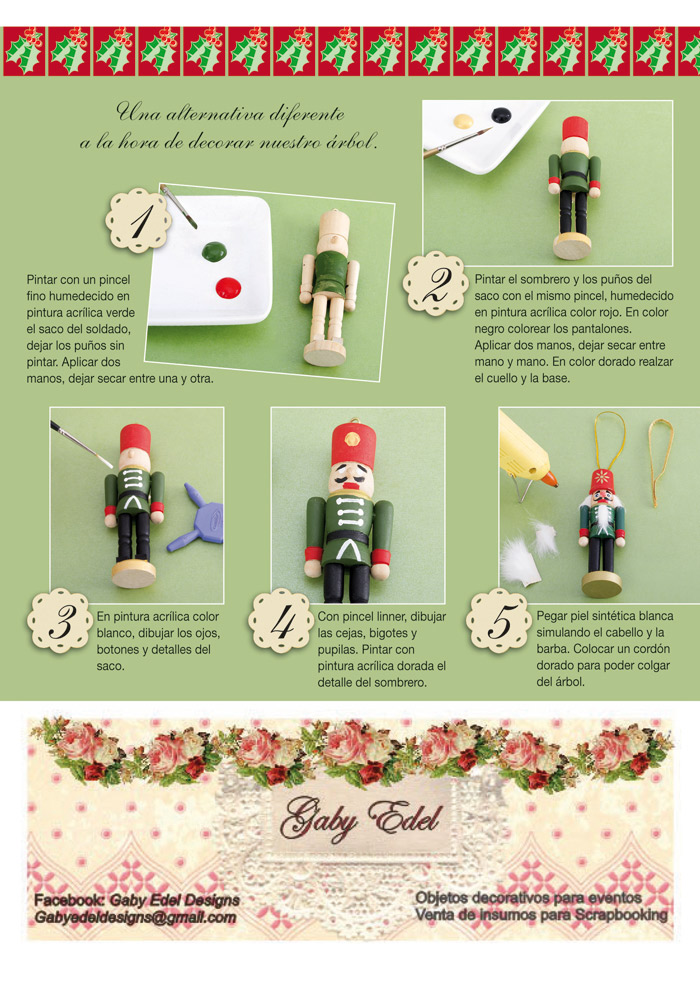 Una alternativa diferente
a la hora de decorar nuestro árbol.
1
Pintar con un pincel
fino humedecido en
pintura acrílica verde
el saco del soldado,
dejar los puños sin
pintar. Aplicar dos
manos, dejar secar entre una y otra.
2
Pintar el sombrero y los puños del
saco con el mismo pincel, humedecido
en pintura acrílica color rojo. En color
negro colorear los pantalones.
Aplicar dos manos, dejar secar entre
mano y mano. En color dorado realzar
el cuello y la base.
3
En pintura acrílica color
blanco, dibujar los ojos,
botones y detalles del
saco.
4
Con pincel linner, dibujar
las cejas, bigotes y
pupilas. Pintar con
pintura acrílica dorada el
detalle del sombrero.
5
Pegar piel sintética blanca
simulando el cabello y la
barba. Colocar un cordón
dorado para poder colgar
del árbol.
Gaby Edel
Facebook: Gaby Edel Designs
Gabyedeldesigns@gmail.com
Objetos decorativos para eventos
Venta de insumos para Scrapbooking